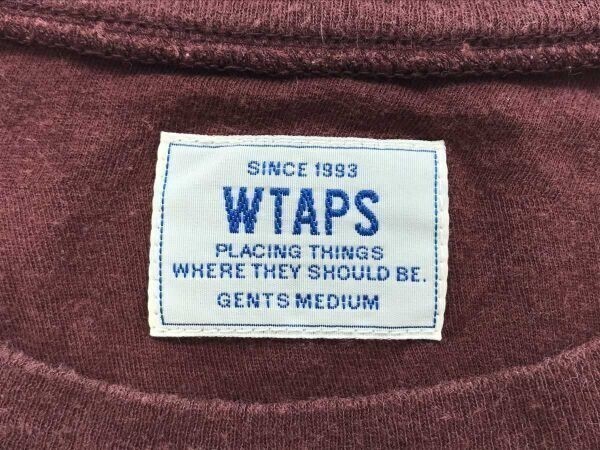 SINCE 1993
WTAPS
PLACING THINGS
WHERE THEY SHOULD BE.
GENTS MEDIUM